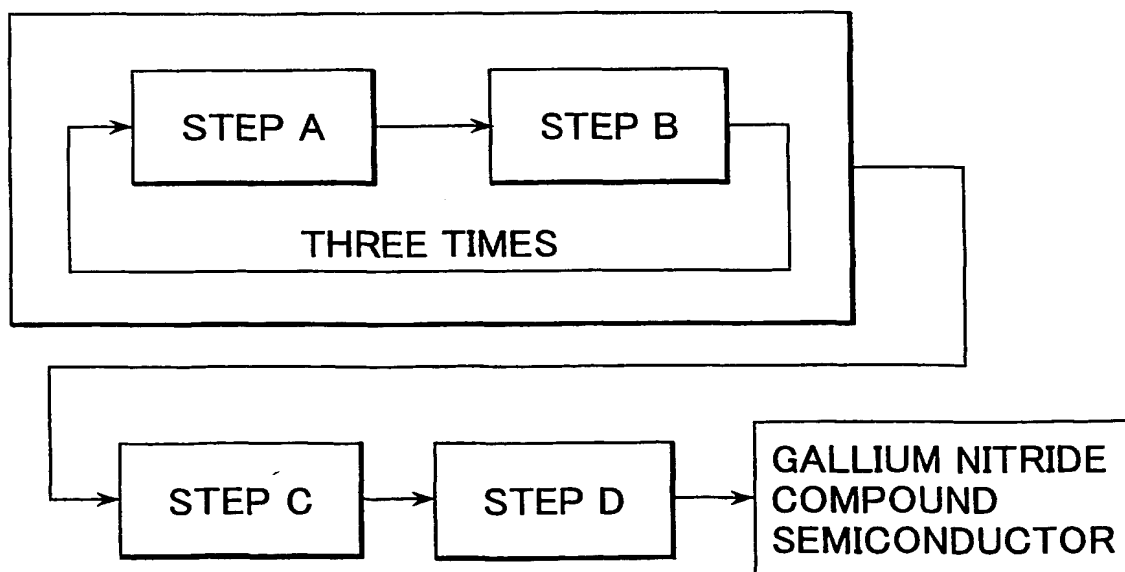 STEP A
STEP B
THREE TIMES
STEP C
STEP D
GALLIUM NITRIDE
COMPOUND
SEMICONDUCTOR